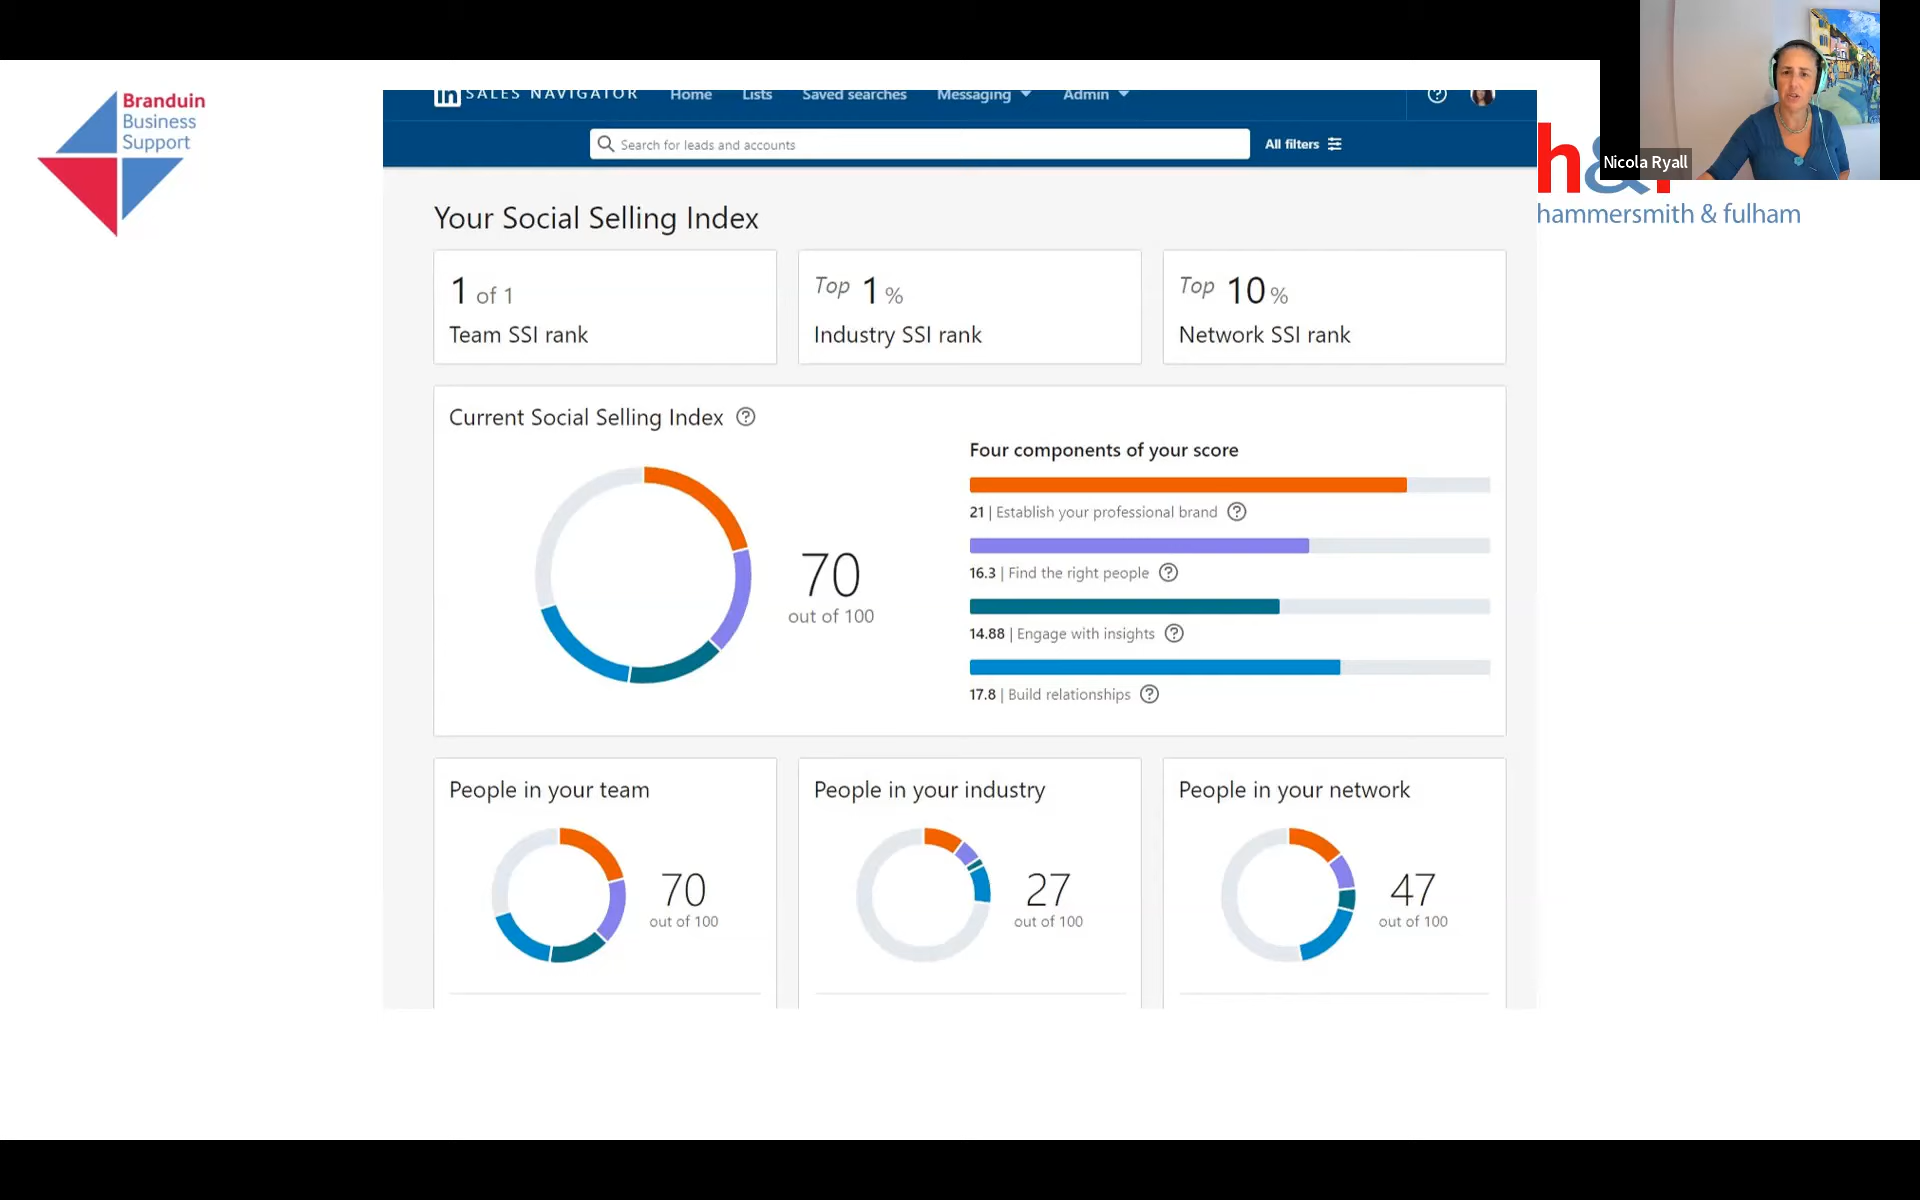 Branduin
Business
Support
in SALES NAVIGATOR Home Lists Saved searches Messaging Admin
Search for leads and accounts All filters
Nicola Ryall
h&f
hammersmith & fulham
Your Social Selling Index
1 of 1
Team SSI rank
Top 1 %
Industry SSI rank
Top 10 %
Network SSI rank
Current Social Selling Index ?
70
out of 100
Four components of your score
21 | Establish your professional brand ?
16.3 | Find the right people ?
14.88 | Engage with insights ?
17.8 | Build relationships ?
People in your team
70
out of 100
People in your industry
27
out of 100
People in your network
47
out of 100